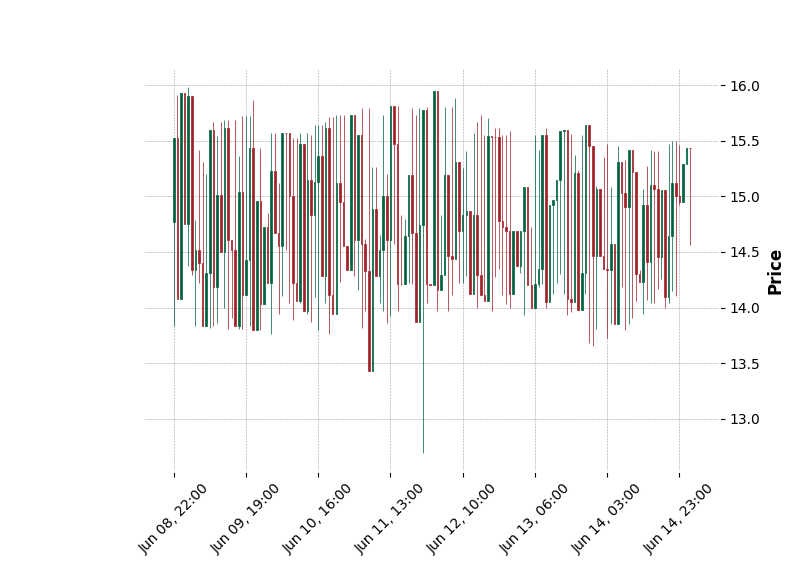 16.0
15.5
15.0
14.5
14.0
13.5
13.0
Price
Jun 08, 22:00
Jun 09, 19:00
Jun 10, 16:00
Jun 11, 13:00
Jun 12, 10:00
Jun 13, 06:00
Jun 14, 03:00
Jun 14, 23:00